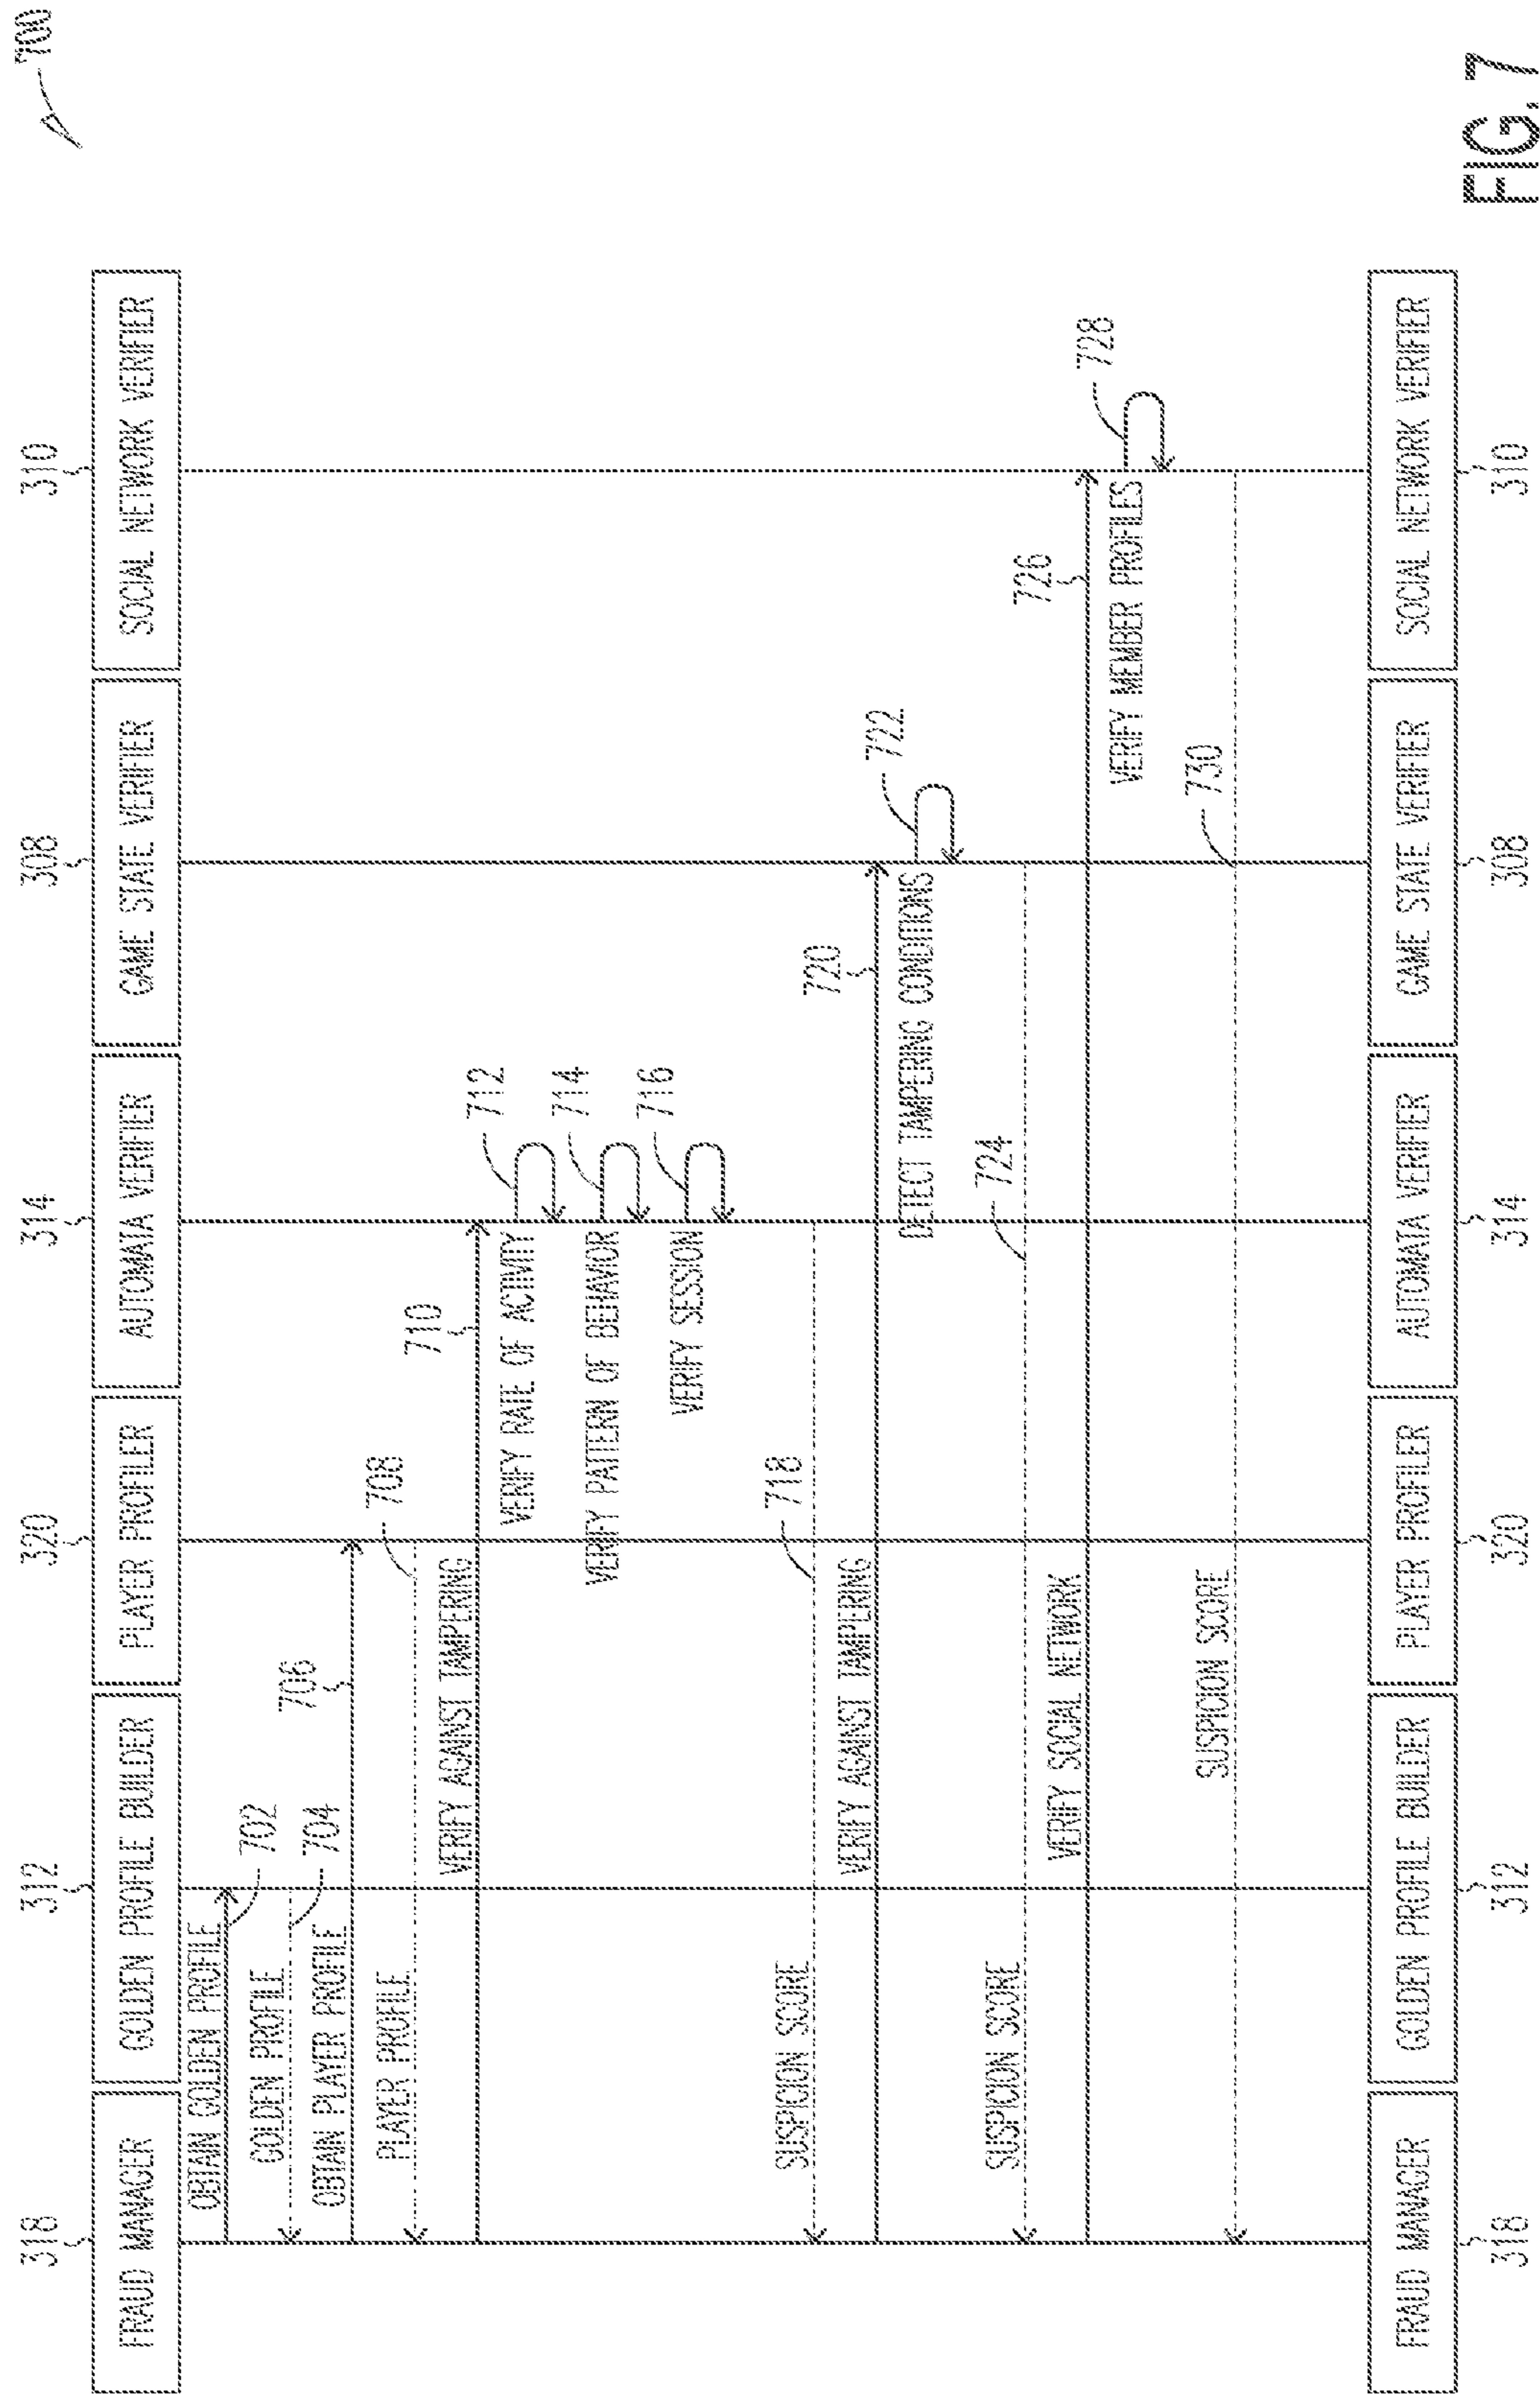 700
318
312
320
314
308
310
FRAUD MANAGER
GOLDEN PROFILE BUILDER
PLAYER PROFILER
AUTOMATA VERIFIER
GAME STATE VERIFIER
SOCIAL NETWORK VERIFIER
OBTAIN GOLDEN PROFILE
702
GOLDEN PROFILE
704
OBTAIN PLAYER PROFILE
706
PLAYER PROFILE
708
VERIFY AGAINST TAMPERING
710
VERIFY RATE OF ACTIVITY
712
VERIFY PATTERN OF BEHAVIOR
714
VERIFY SESSION
716
SUSPICION SCORE
718
VERIFY AGAINST TAMPERING
720
DETECT TAMPERING CONDITIONS
722
SUSPICION SCORE
724
VERIFY SOCIAL NETWORK
726
VERIFY MEMBER PROFILES
728
SUSPICION SCORE
730
FRAUD MANAGER
GOLDEN PROFILE BUILDER
PLAYER PROFILER
AUTOMATA VERIFIER
GAME STATE VERIFIER
SOCIAL NETWORK VERIFIER
318
312
320
314
308
310
FIG. 7